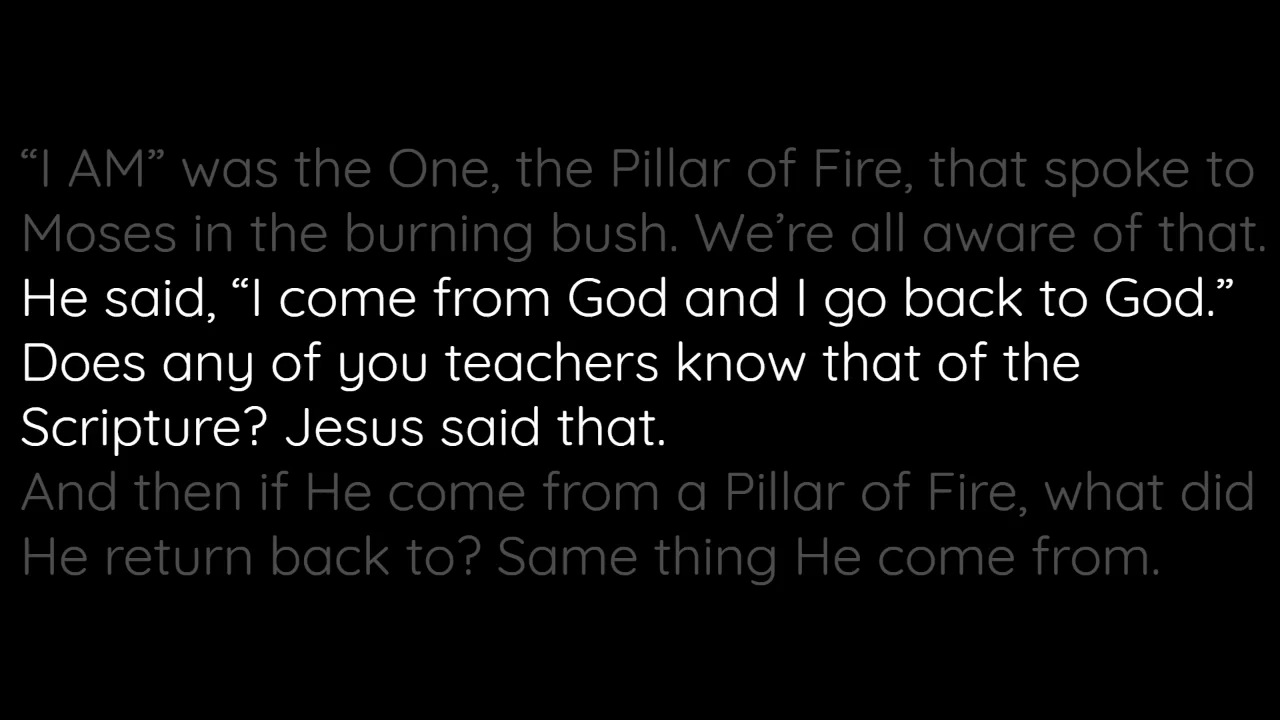 “I AM” was the One, the Pillar of Fire, that spoke to
Moses in the burning bush. We’re all aware of that.
He said, “I come from God and I go back to God.”
Does any of you teachers know that of the
Scripture? Jesus said that.
And then if He come from a Pillar of Fire, what did
He return back to? Same thing He come from.